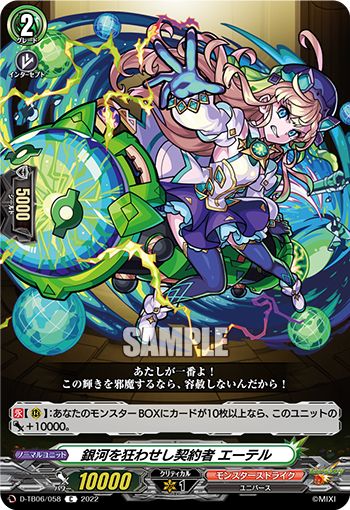 2
グレード
インターセプト
5000
シールド
SAMPLE
あたしが一番よ！
この輝きを邪魔するなら、容赦しないんだから！
永【R】：あなたのモンスターBOXにカードが10枚以上なら、このユニットの
＋10000。
ノーマルユニット
銀河を狂わせし契約者 エーテル
パワー
10000
クリティカル
1
モンスターストライク
ユニバース
D-TB06/058 C 2022
©MIXI